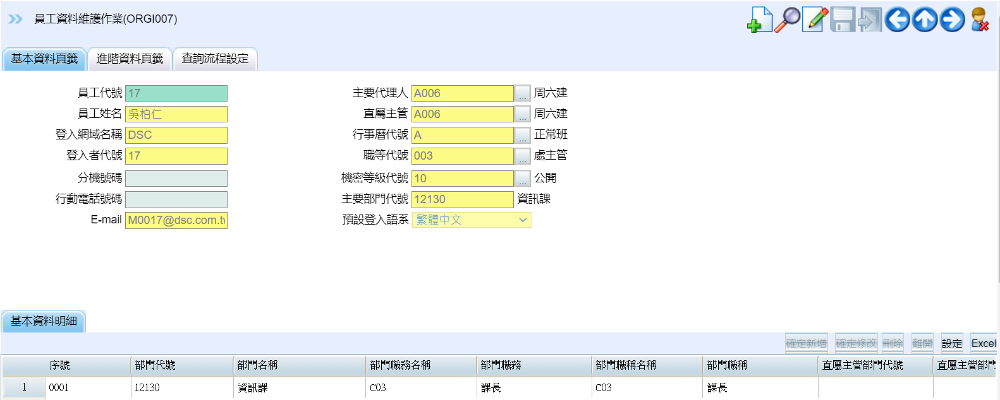 員工資料維護作業(ORGI007)
基本資料頁籤 進階資料頁籤 查詢流程設定
員工代號 17 主要代理人 A006 ... 周六建
員工姓名 吳柏仁 直屬主管 A006 ... 周六建
登入網域名稱 DSC 行事曆代號 A ... 正常班
登入者代號 17 職等代號 003 ... 處主管
分機號碼 機密等級代號 10 ... 公開
行動電話號碼 主要部門代號 12130 資訊課
E-mail M0017@dsc.com.tw 預設登入語系 繁體中文
基本資料明細
確定新增 確定修改 刪除 離開 設定 Excel
序號 部門代號 部門名稱 部門職務名稱 部門職務 部門職稱名稱 部門職稱 直屬主管部門代號 直屬主管部門
1 0001 12130 資訊課 C03 課長 C03 課長